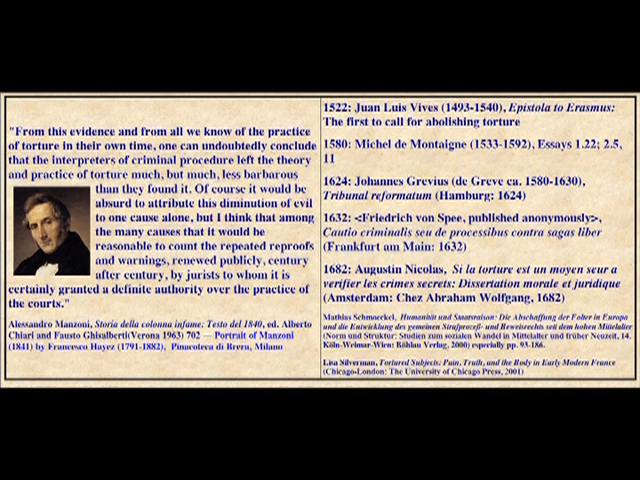 "From this evidence and from all we know of the practice
of torture in their own time, one can undoubtedly conclude
that the interpreters of criminal procedure left the theory
and practice of torture much, but much, less barbarous
than they found it. Of course it would be
absurd to attribute this diminution of evil
to one cause alone, but I think that among
the many causes that it would be
reasonable to count the repeated reproofs
and warnings, renewed publicly, century
after century, by jurists to whom it is
certainly granted a definite authority over the practice of
the courts."
Alessandro Manzoni, Storia della colonna infame: Testo del 1840, ed. Alberto
Chiari and Fausto Ghisalberti(Verona 1963) 702 — Portrait of Manzoni
(1841) by Francesco Hayez (1791-1882), Pinacoteca di Brera, Milano
1522: Juan Luis Vives (1493-1540), Epistola to Erasmus:
The first to call for abolishing torture
1580: Michel de Montaigne (1533-1592), Essays 1.22; 2.5,
11
1624: Johannes Grevius (de Greve ca. 1580-1630),
Tribunal reformatum (Hamburg: 1624)
1632: <Friedrich von Spee, published anonymously>,
Cautio criminalis seu de processibus contra sagas liber
(Frankfurt am Main: 1632)
1682: Augustin Nicolas, Si la torture est un moyen seur a
verifier les crimes secrets: Dissertation morale et juridique
(Amsterdam: Chez Abraham Wolfgang, 1682)
Mathias Schmoeckel, Humanität und Staatsraison: Die Abschaffung der Folter in Europa
und die Entwicklung des gemeinen Strafprozeß- und Beweisrechts seit dem hohen Mittelalter
(Norm und Struktur: Studien zum sozialen Wandel in Mittelalter und früher Neuzeit, 14.
Köln-Weimar-Wien: Böhlau Verlag, 2000) especially pp. 93-186.
Lisa Silverman, Tortured Subjects: Pain, Truth, and the Body in Early Modern France
(Chicago-London: The University of Chicago Press, 2001)